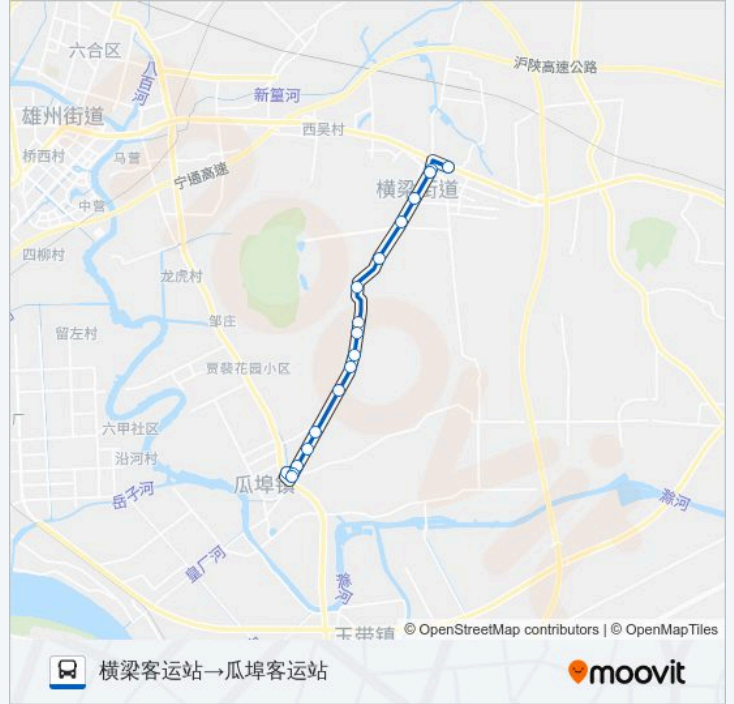 六合区
沪陕高速公路
八百河
新篁河
雄州街道
西吴村
桥西村
马营
宁通高速
横梁街道
中营
四柳村
龙虎村
邹庄
留左村
贾裴花园小区
厂
六甲社区
沿河村
瓜埠镇
岳子河
滁河
皇厂河
滁河
玉带镇
© OpenStreetMap contributors | © OpenMapTiles
横梁客运站→瓜埠客运站
moovit